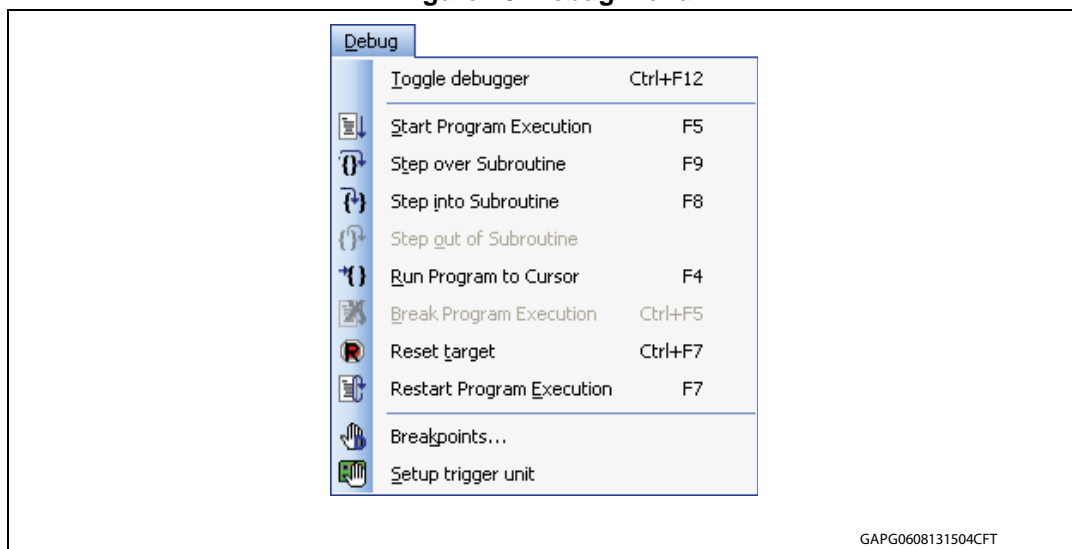 Debug
Toggle debugger Ctrl+F12
Start Program Execution F5
Step over Subroutine F9
Step into Subroutine F8
Step out of Subroutine
Run Program to Cursor F4
Break Program Execution Ctrl+F5
Reset target Ctrl+F7
Restart Program Execution F7
Breakpoints...
Setup trigger unit
GAPG0608131504CFT